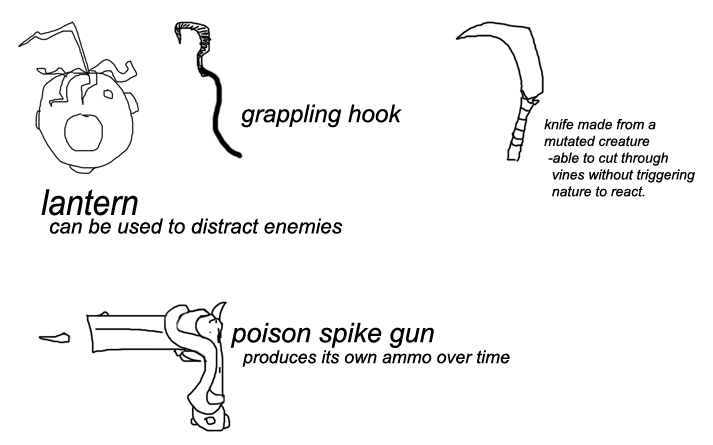 grappling hook
knife made from a
mutated creature
-able to cut through
vines without triggering
nature to react.
lantern
can be used to distract enemies
poison spike gun
produces its own ammo over time